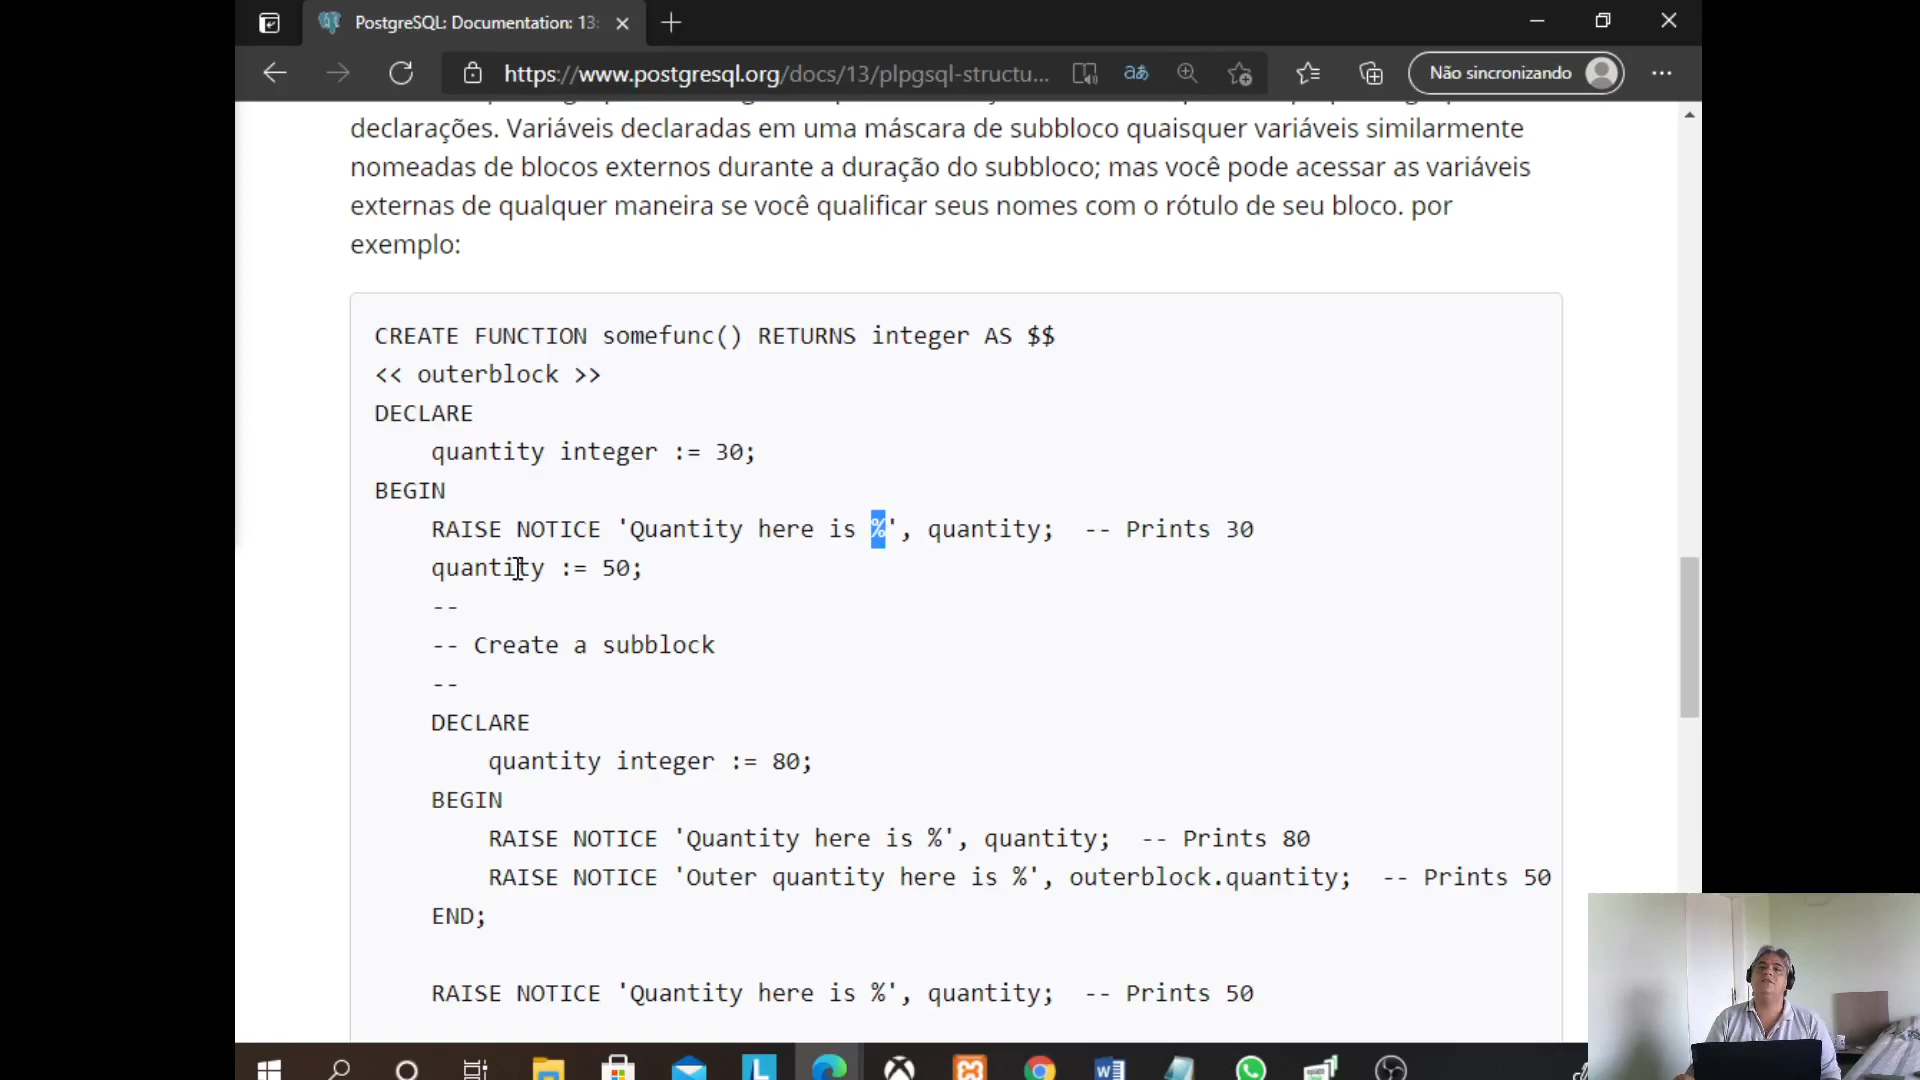 PostgreSQL: Documentation: 13:
https://www.postgresql.org/docs/13/plpgsql-structu...
Não sincronizando
declarações. Variáveis declaradas em uma máscara de subbloco quaisquer variáveis similarmente
nomeadas de blocos externos durante a duração do subbloco; mas você pode acessar as variáveis
externas de qualquer maneira se você qualificar seus nomes com o rótulo de seu bloco. por
exemplo:
CREATE FUNCTION somefunc() RETURNS integer AS $$
<< outerblock >>
DECLARE
quantity integer := 30;
BEGIN
RAISE NOTICE 'Quantity here is %', quantity;  -- Prints 30
quantity := 50;
--
-- Create a subblock
--
DECLARE
quantity integer := 80;
BEGIN
RAISE NOTICE 'Quantity here is %', quantity;  -- Prints 80
RAISE NOTICE 'Outer quantity here is %', outerblock.quantity;  -- Prints 50
END;
RAISE NOTICE 'Quantity here is %', quantity;  -- Prints 50